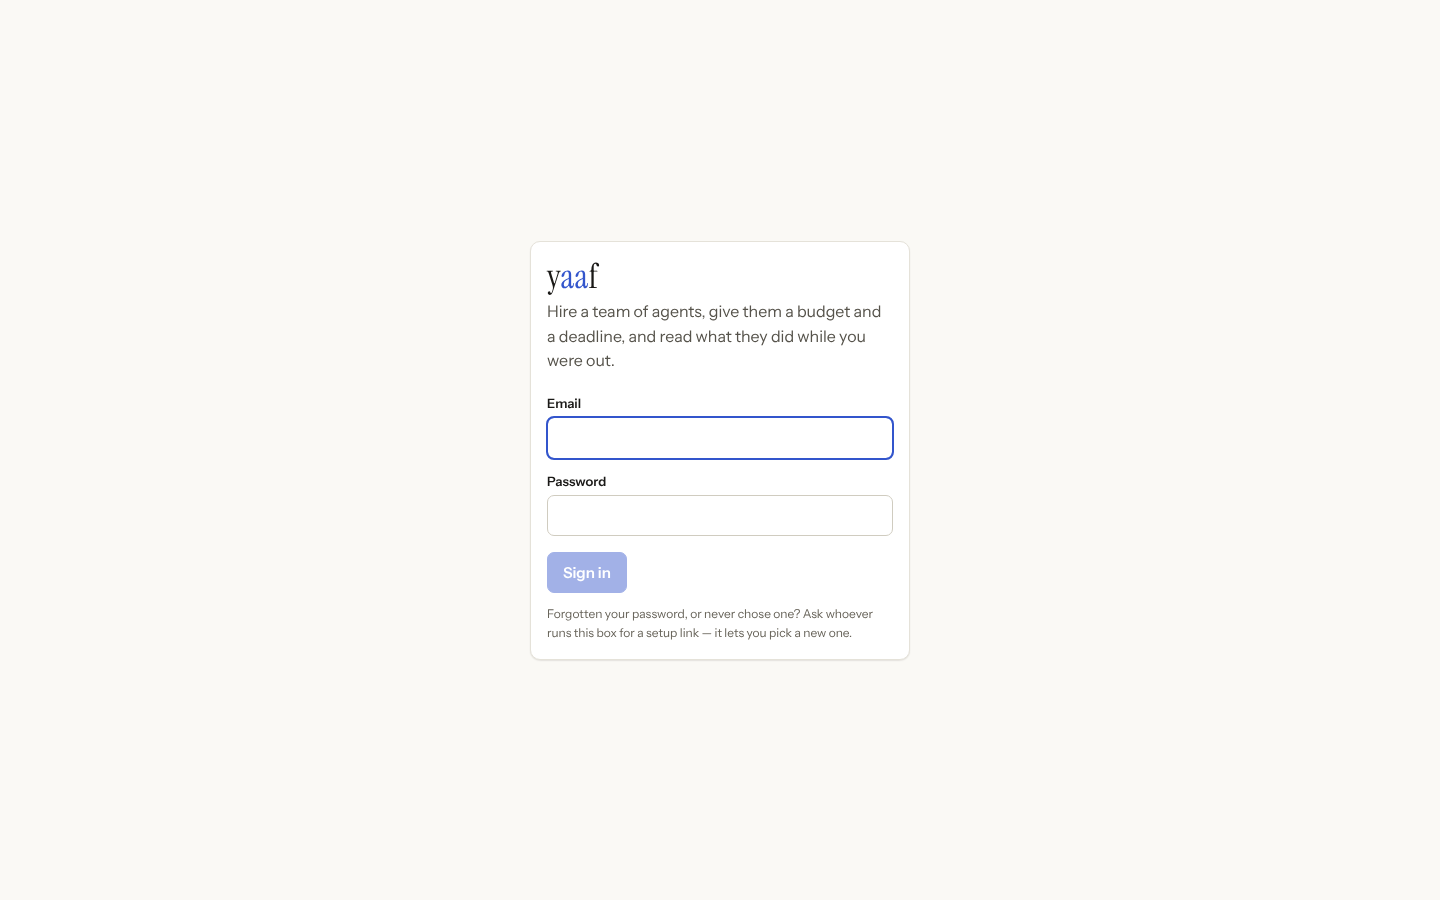 yaaf
Hire a team of agents, give them a budget and
a deadline, and read what they did while you
were out.
Email
Password
Sign in
Forgotten your password, or never chose one? Ask whoever
runs this box for a setup link — it lets you pick a new one.